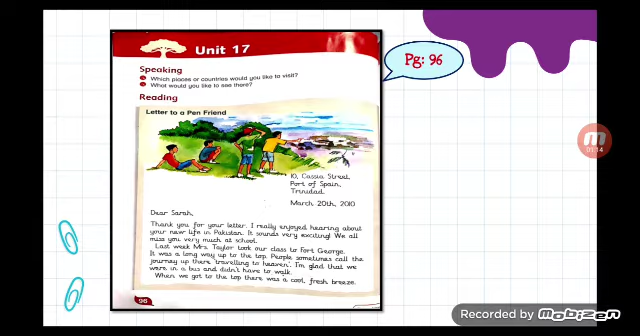 Unit 17
Pg: 96
Speaking
Which places or countries would you like to visit?
What would you like to see there?
Reading
Letter to a Pen Friend
10, Cassia Street,
Port of Spain,
Trinidad.
March, 20th, 2010
Dear Sarah,
Thank you for your letter. I really enjoyed hearing about
your new life in Pakistan. It sounds very exciting! We all
miss you very much at school.
Last week Mrs Taylor took our class to Fort George.
It was a long way up to the top. People sometimes call the
journey up there 'travelling to heaven'. I'm glad that we
were in a bus and didn't have to walk.
When we got to the top there was a cool, fresh breeze.
96
01:14
Recorded by Mobizen